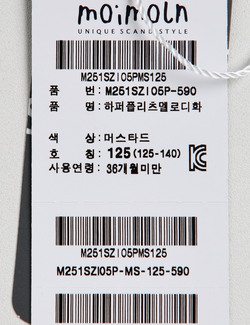 moimoln
UNIQUE SCANDI STYLE
M251SZI05PMS125
품 번: M251SZI05P-590
품 명: 하퍼플리츠멜로디화
색 상: 머스타드
호 칭: 125 (125-140)
사용연령: 36개월미만
M251SZI05PMS125
M251SZI05P-MS-125-590